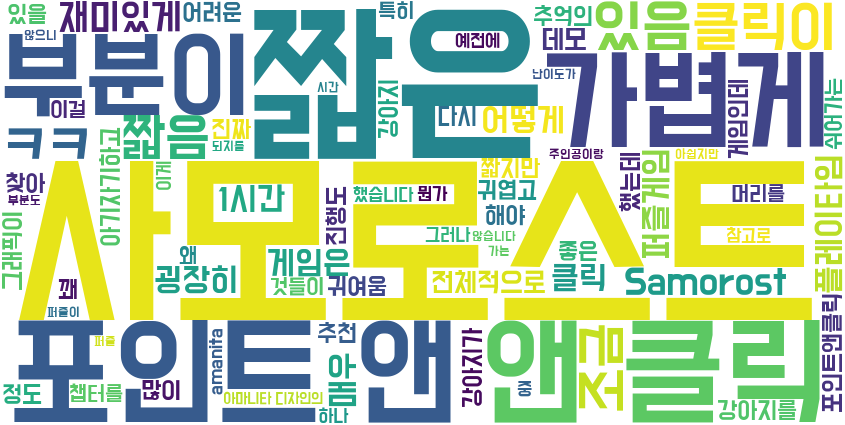 있을 재미있게 어려운 특히 예전에 추억의 있음 클릭이
않으니 데모
부분이 짧은 가볍게
이걸 시간 난이도가
강아지 다시 어떻게 게임인데 쉬어가는
ㅋㅋ 짧음 진짜
되지를 주인공이랑
아기자기하고 이게 짧지만 했는데 퍼즐게임 아쉽지만
찾아 사모로스트 플레이타임
부분도 1시간 진행도 했습니다 뭔가 귀엽고 머리를
해야
그래픽이 그러나 않습니다 참고로
왜 굉장히 게임은 가는 좋은
꽤 것들이 귀여움 전체적으로 클릭 Samorost
퍼즐이 포인트앤클릭
포인트 앤 앤 클릭
추천 조금
퍼즐 amanita 아 강아지가
정도 챕터를 많이 몸 중
아마니타 디자인의 강아지를
하나